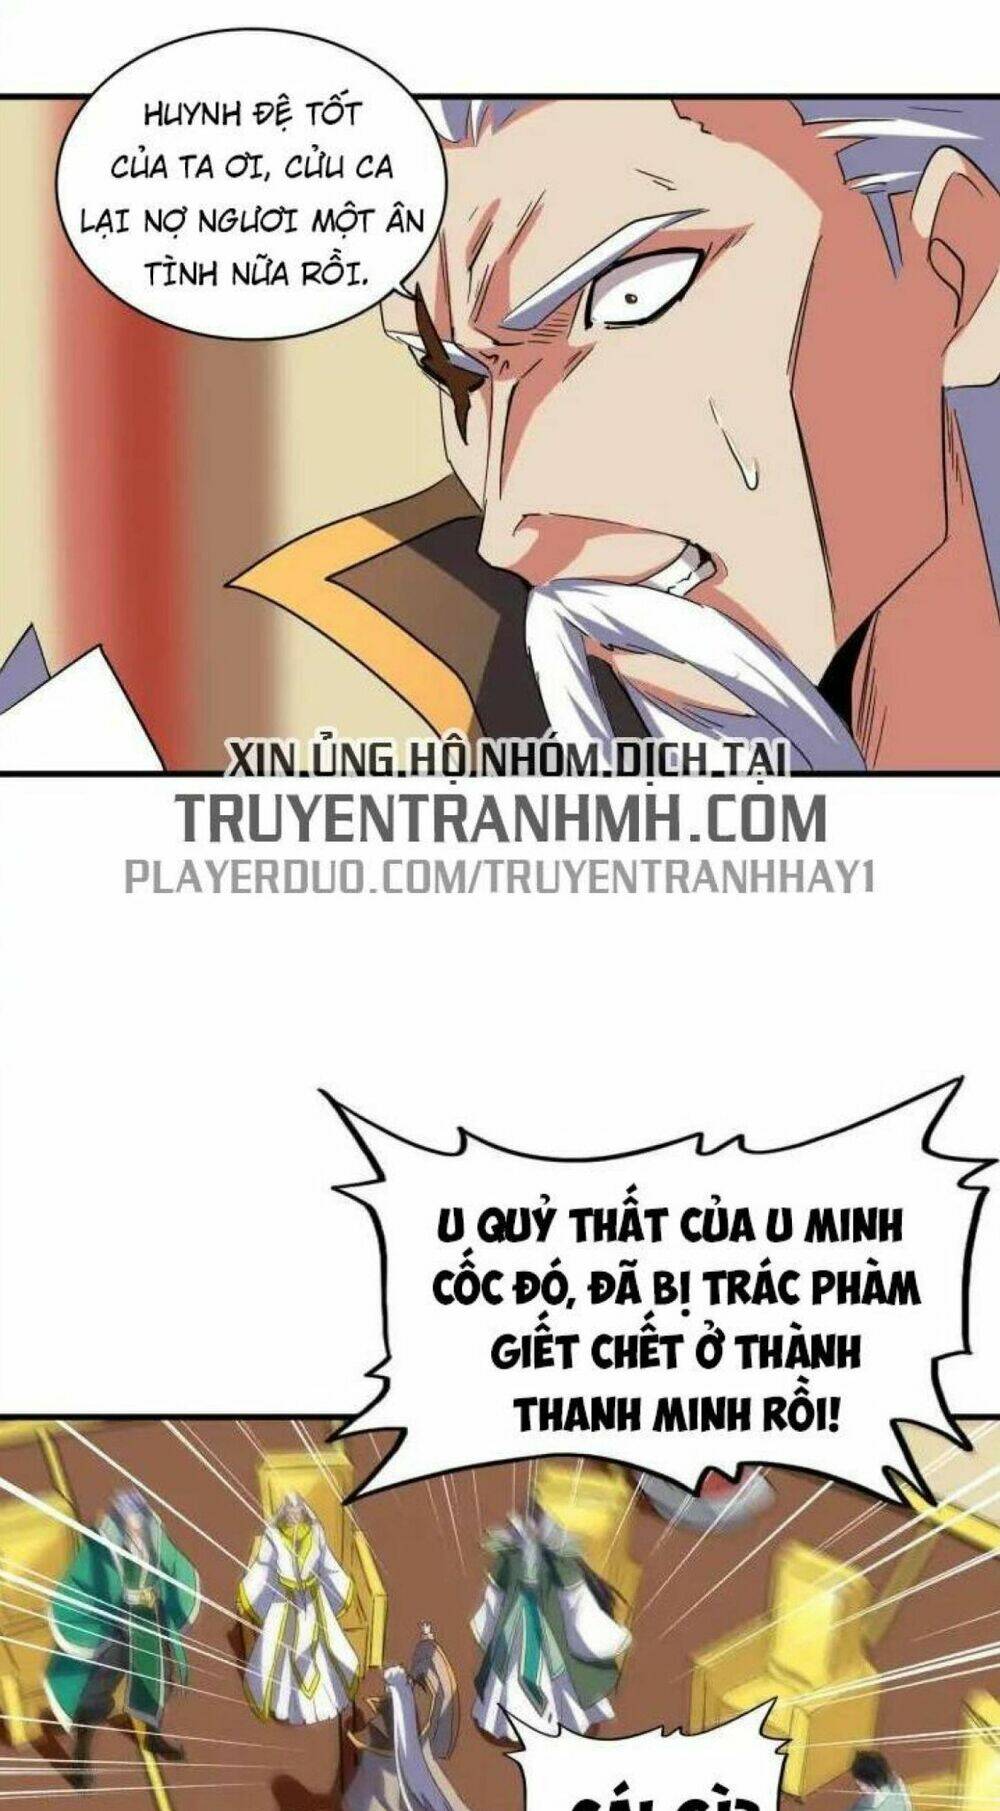 HUYNH ĐỆ TỐT
CỦA TA ƠI, CỬU CA
LẠI NỢ NGƯƠI MỘT ÂN
TÌNH NỮA RỒI.
XIN ỦNG HỘ NHÓM DỊCH TẠI
TRUYENTRANHMH.COM
PLAYERDUO.COM/TRUYENTRANHHAY1
U QUỶ THẤT CỦA U MINH
CỐC ĐÓ, ĐÃ BỊ TRÁC PHÀM
GIẾT CHẾT Ở THÀNH
THANH MINH RỒI!
CÁI GÌ?